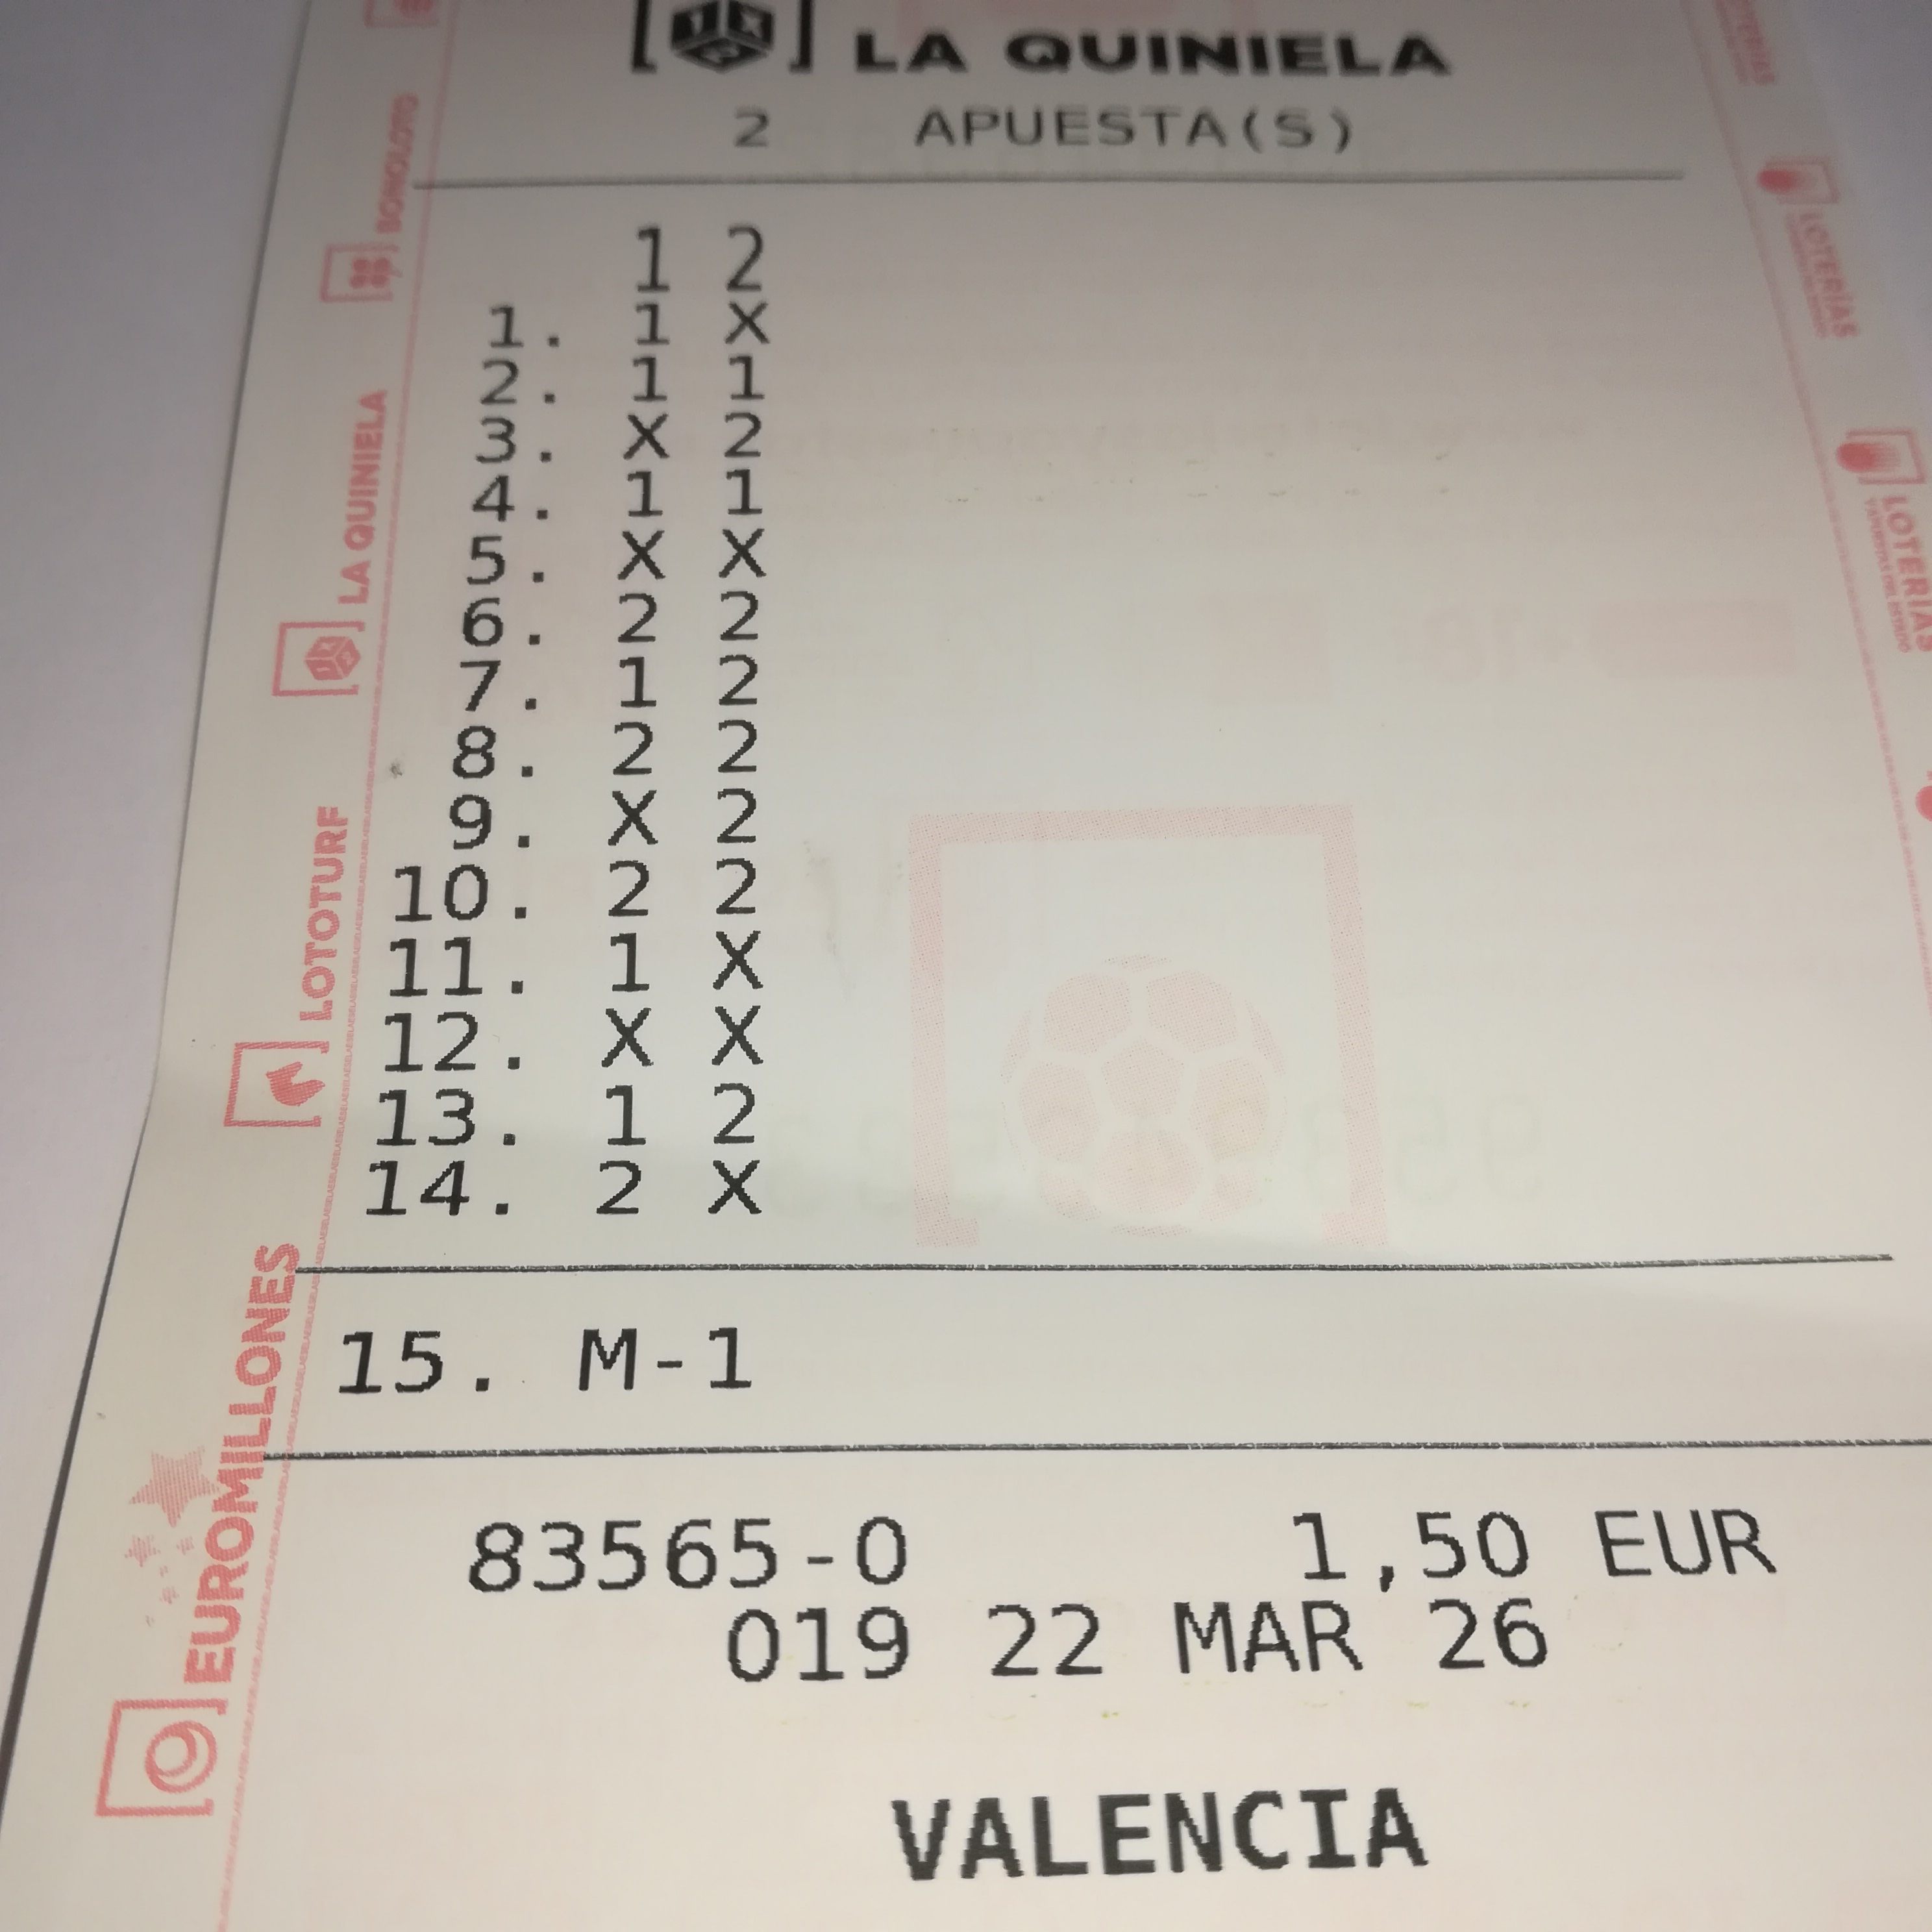 LA QUINIELA
2 APUESTA(S)
1 2
1. 1 X
2. 1 1
3. X 2
4. 1 1
5. X X
6. 2 2
7. 1 2
8. 2 2
9. X 2
10. 2 2
11. 1 X
12. X X
13. 1 2
14. 2 X
15. M-1
83565-0 1,50 EUR
019 22 MAR 26
VALENCIA
BONOLOTO
LA QUINIELA
LOTOTURF
EUROMILLONES
LOTERÍAS
LOTERÍAS